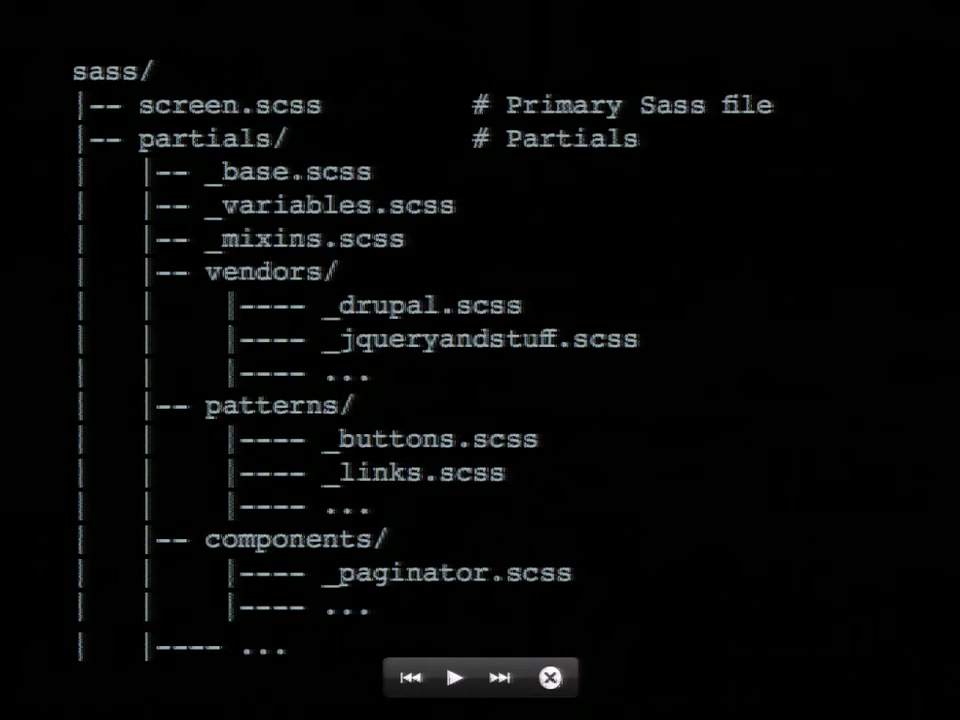 sass/
|-- screen.scss # Primary Sass file
|-- partials/ # Partials
| |-- _base.scss
| |-- _variables.scss
| |-- _mixins.scss
| |-- vendors/
| | |---- _drupal.scss
| | |---- _jqueryandstuff.scss
| | |---- ...
| |-- patterns/
| | |---- _buttons.scss
| | |---- _links.scss
| | |---- ...
| |-- components/
| | |---- _paginator.scss
| | |---- ...
| |---- ...